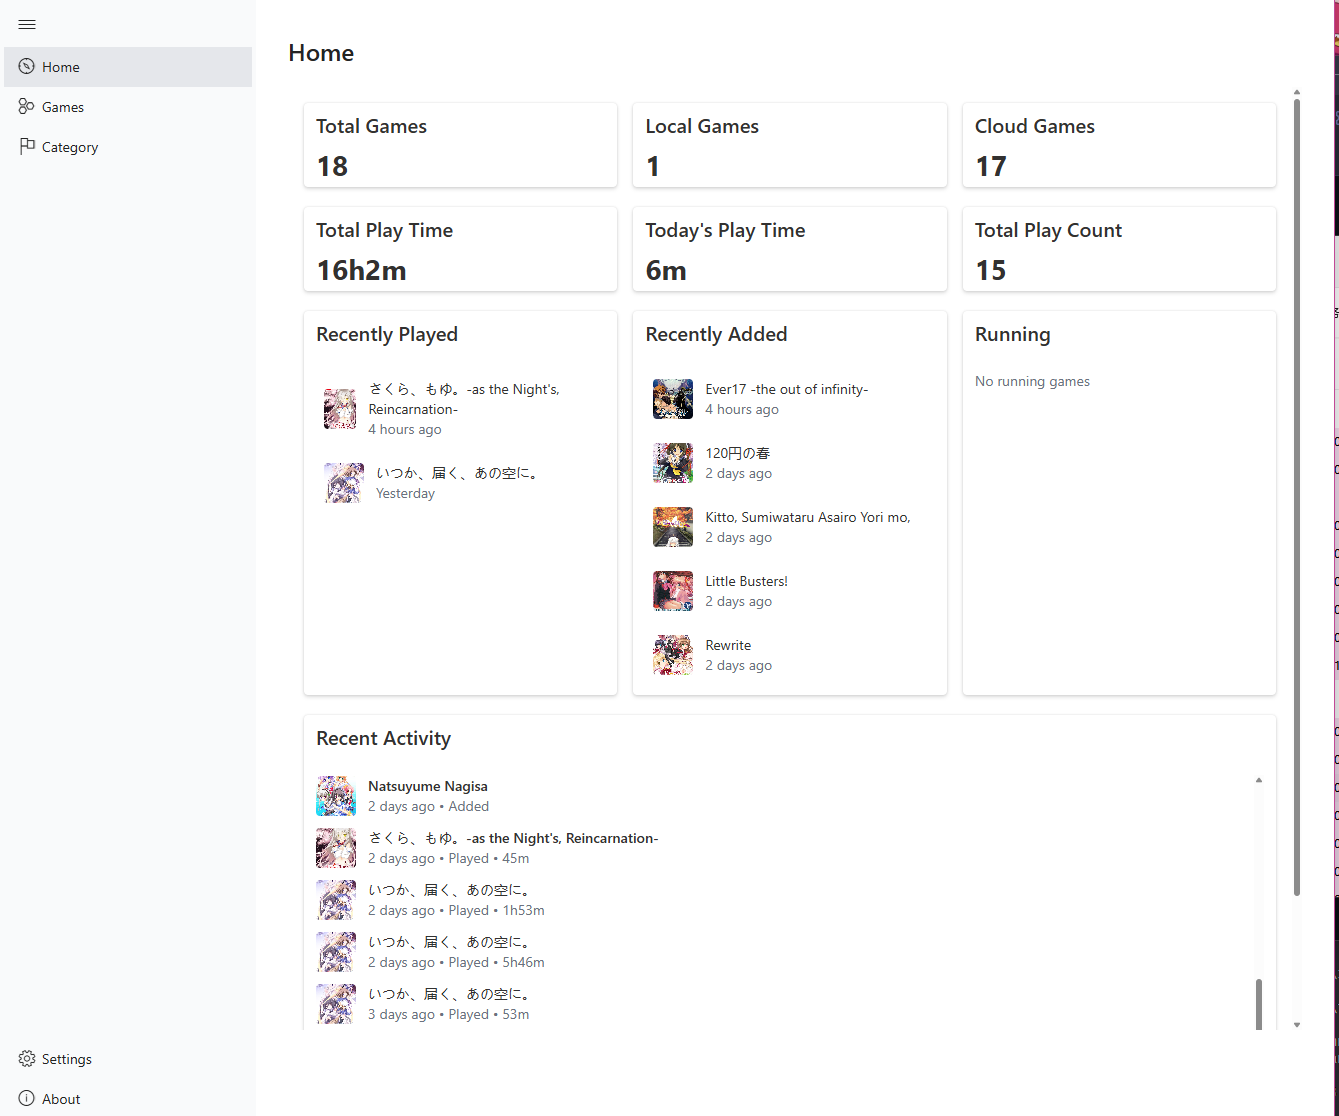 Home
Games
Category
Settings
About
Home
Total Games
18
Local Games
1
Cloud Games
17
Total Play Time
16h2m
Today's Play Time
6m
Total Play Count
15
Recently Played
さくら、もゆ。-as the Night's,
Reincarnation-
4 hours ago
いつか、届く、あの空に。
Yesterday
Recently Added
Ever17 -the out of infinity-
4 hours ago
120円の春
2 days ago
Kitto, Sumiwataru Asairo Yori mo,
2 days ago
Little Busters!
2 days ago
Rewrite
2 days ago
Running
No running games
Recent Activity
Natsuyume Nagisa
2 days ago • Added
さくら、もゆ。-as the Night's, Reincarnation-
2 days ago • Played • 45m
いつか、届く、あの空に。
2 days ago • Played • 1h53m
いつか、届く、あの空に。
2 days ago • Played • 5h46m
いつか、届く、あの空に。
3 days ago • Played • 53m